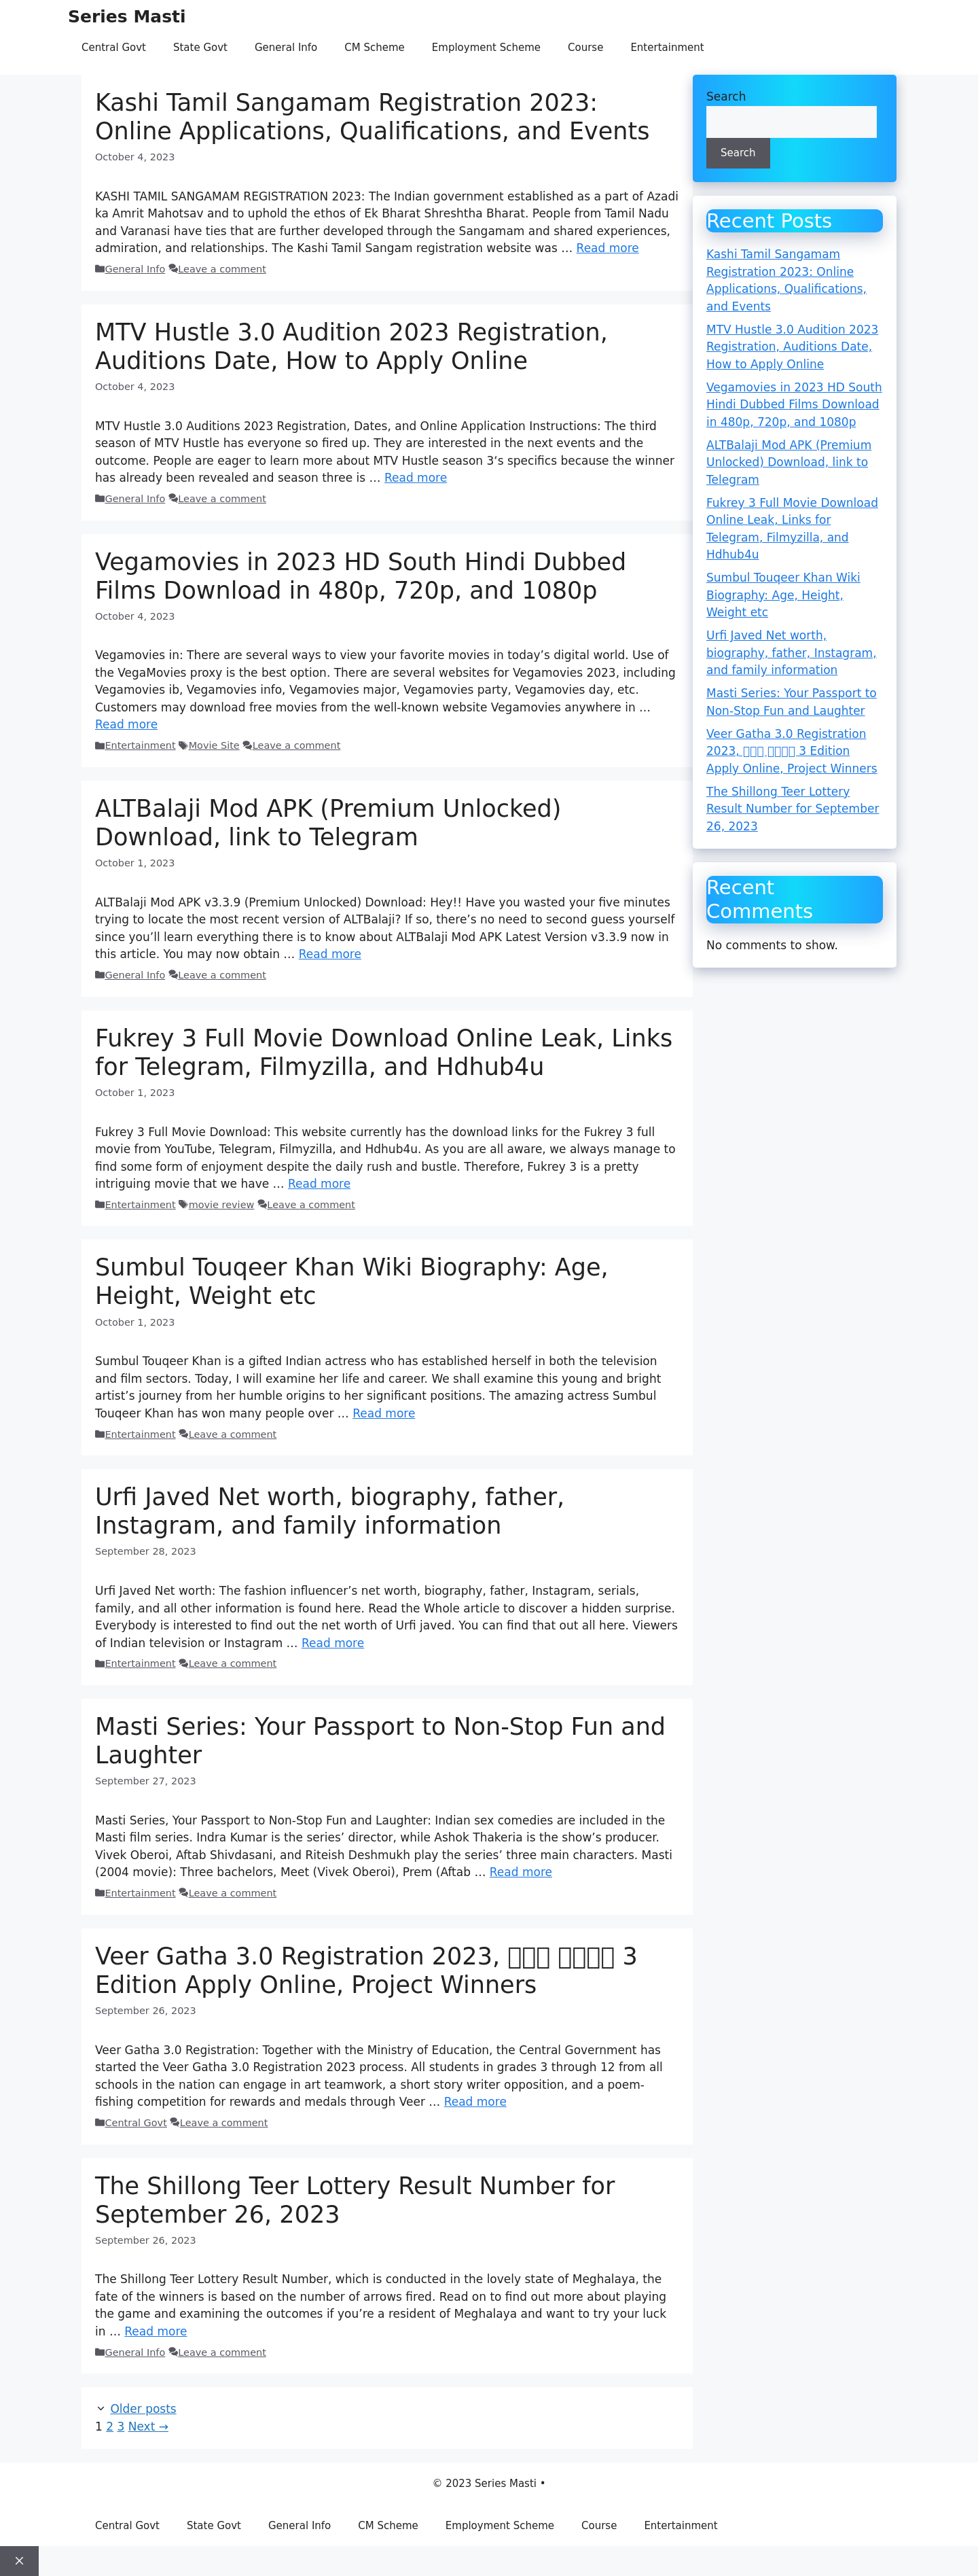 Series Masti
Central Govt State Govt General Info CM Scheme Employment Scheme Course Entertainment
Kashi Tamil Sangamam Registration 2023:
Online Applications, Qualifications, and Events
October 4, 2023
KASHI TAMIL SANGAMAM REGISTRATION 2023: The Indian government established as a part of Azadi
ka Amrit Mahotsav and to uphold the ethos of Ek Bharat Shreshtha Bharat. People from Tamil Nadu
and Varanasi have ties that are further developed through the Sangamam and shared experiences,
admiration, and relationships. The Kashi Tamil Sangam registration website was … Read more
General Info Leave a comment
MTV Hustle 3.0 Audition 2023 Registration,
Auditions Date, How to Apply Online
October 4, 2023
MTV Hustle 3.0 Auditions 2023 Registration, Dates, and Online Application Instructions: The third
season of MTV Hustle has everyone so fired up. They are interested in the next events and the
outcome. People are eager to learn more about MTV Hustle season 3‘s specifics because the winner
has already been revealed and season three is … Read more
General Info Leave a comment
Vegamovies in 2023 HD South Hindi Dubbed
Films Download in 480p, 720p, and 1080p
October 4, 2023
Vegamovies in: There are several ways to view your favorite movies in today’s digital world. Use of
the VegaMovies proxy is the best option. There are several websites for Vegamovies 2023, including
Vegamovies ib, Vegamovies info, Vegamovies major, Vegamovies party, Vegamovies day, etc.
Customers may download free movies from the well-known website Vegamovies anywhere in …
Read more
Entertainment Movie Site Leave a comment
ALTBalaji Mod APK (Premium Unlocked)
Download, link to Telegram
October 1, 2023
ALTBalaji Mod APK v3.3.9 (Premium Unlocked) Download: Hey!! Have you wasted your five minutes
trying to locate the most recent version of ALTBalaji? If so, there’s no need to second guess yourself
since you’ll learn everything there is to know about ALTBalaji Mod APK Latest Version v3.3.9 now in
this article. You may now obtain … Read more
General Info Leave a comment
Fukrey 3 Full Movie Download Online Leak, Links
for Telegram, Filmyzilla, and Hdhub4u
October 1, 2023
Fukrey 3 Full Movie Download: This website currently has the download links for the Fukrey 3 full
movie from YouTube, Telegram, Filmyzilla, and Hdhub4u. As you are all aware, we always manage to
find some form of enjoyment despite the daily rush and bustle. Therefore, Fukrey 3 is a pretty
intriguing movie that we have … Read more
Entertainment movie review Leave a comment
Sumbul Touqeer Khan Wiki Biography: Age,
Height, Weight etc
October 1, 2023
Sumbul Touqeer Khan is a gifted Indian actress who has established herself in both the television
and film sectors. Today, I will examine her life and career. We shall examine this young and bright
artist’s journey from her humble origins to her significant positions. The amazing actress Sumbul
Touqeer Khan has won many people over … Read more
Entertainment Leave a comment
Urfi Javed Net worth, biography, father,
Instagram, and family information
September 28, 2023
Urfi Javed Net worth: The fashion influencer’s net worth, biography, father, Instagram, serials,
family, and all other information is found here. Read the Whole article to discover a hidden surprise.
Everybody is interested to find out the net worth of Urfi javed. You can find that out all here. Viewers
of Indian television or Instagram … Read more
Entertainment Leave a comment
Masti Series: Your Passport to Non-Stop Fun and
Laughter
September 27, 2023
Masti Series, Your Passport to Non-Stop Fun and Laughter: Indian sex comedies are included in the
Masti film series. Indra Kumar is the series’ director, while Ashok Thakeria is the show’s producer.
Vivek Oberoi, Aftab Shivdasani, and Riteish Deshmukh play the series’ three main characters. Masti
(2004 movie): Three bachelors, Meet (Vivek Oberoi), Prem (Aftab … Read more
Entertainment Leave a comment
Veer Gatha 3.0 Registration 2023, 3
Edition Apply Online, Project Winners
September 26, 2023
Veer Gatha 3.0 Registration: Together with the Ministry of Education, the Central Government has
started the Veer Gatha 3.0 Registration 2023 process. All students in grades 3 through 12 from all
schools in the nation can engage in art teamwork, a short story writer opposition, and a poem-
fishing competition for rewards and medals through Veer … Read more
Central Govt Leave a comment
The Shillong Teer Lottery Result Number for
September 26, 2023
September 26, 2023
The Shillong Teer Lottery Result Number, which is conducted in the lovely state of Meghalaya, the
fate of the winners is based on the number of arrows fired. Read on to find out more about playing
the game and examining the outcomes if you’re a resident of Meghalaya and want to try your luck
in … Read more
General Info Leave a comment
Older posts
1 2 3 Next →
Search
Search
Recent Posts
Kashi Tamil Sangamam
Registration 2023: Online
Applications, Qualifications,
and Events
MTV Hustle 3.0 Audition 2023
Registration, Auditions Date,
How to Apply Online
Vegamovies in 2023 HD South
Hindi Dubbed Films Download
in 480p, 720p, and 1080p
ALTBalaji Mod APK (Premium
Unlocked) Download, link to
Telegram
Fukrey 3 Full Movie Download
Online Leak, Links for
Telegram, Filmyzilla, and
Hdhub4u
Sumbul Touqeer Khan Wiki
Biography: Age, Height,
Weight etc
Urfi Javed Net worth,
biography, father, Instagram,
and family information
Masti Series: Your Passport to
Non-Stop Fun and Laughter
Veer Gatha 3.0 Registration
2023, 3 Edition
Apply Online, Project Winners
The Shillong Teer Lottery
Result Number for September
26, 2023
Recent
Comments
No comments to show.
© 2023 Series Masti •
Central Govt State Govt General Info CM Scheme Employment Scheme Course Entertainment